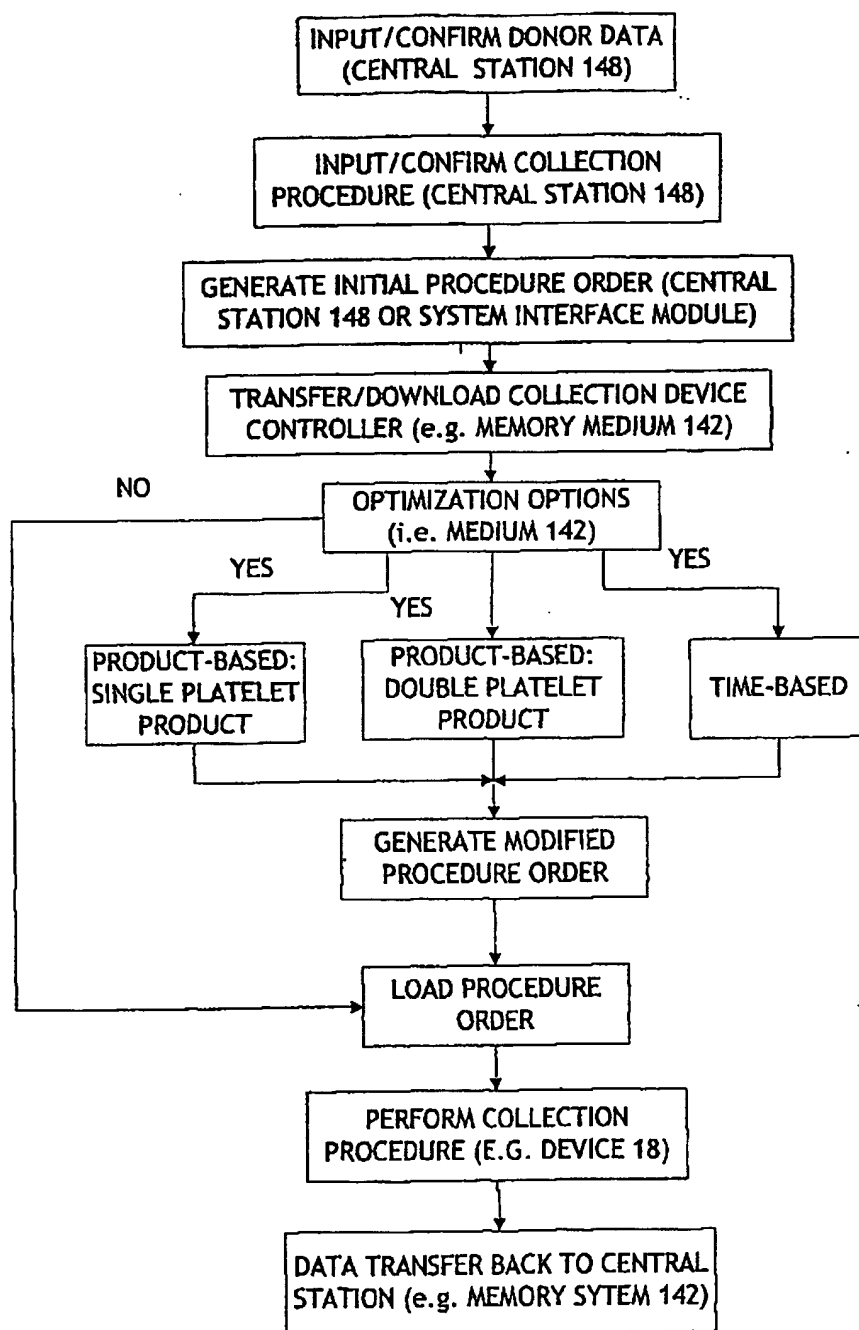 INPUT/CONFIRM DONOR DATA
(CENTRAL STATION 148)
INPUT/CONFIRM COLLECTION
PROCEDURE (CENTRAL STATION 148)
GENERATE INITIAL PROCEDURE ORDER (CENTRAL
STATION 148 OR SYSTEM INTERFACE MODULE)
TRANSFER/DOWNLOAD COLLECTION DEVICE
CONTROLLER (e.g. MEMORY MEDIUM 142)
NO
OPTIMIZATION OPTIONS
(i.e. MEDIUM 142)
YES
YES
YES
PRODUCT-BASED:
SINGLE PLATELET
PRODUCT
PRODUCT-BASED:
DOUBLE PLATELET
PRODUCT
TIME-BASED
GENERATE MODIFIED
PROCEDURE ORDER
LOAD PROCEDURE
ORDER
PERFORM COLLECTION
PROCEDURE (E.G. DEVICE 18)
DATA TRANSFER BACK TO CENTRAL
STATION (e.g. MEMORY SYTEM 142)